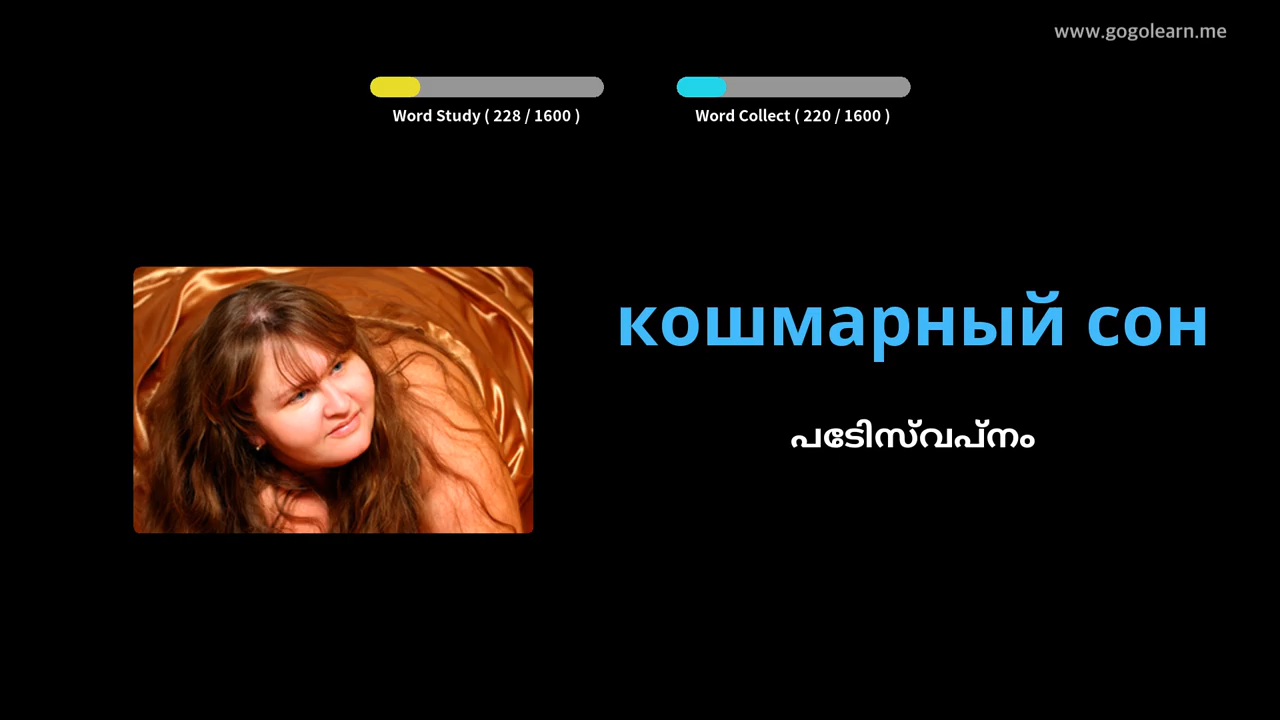 www.gogolearn.me
Word Study ( 228 / 1600 )
Word Collect ( 220 / 1600 )
кошмарный сон
പടേിസ്വപ്നം